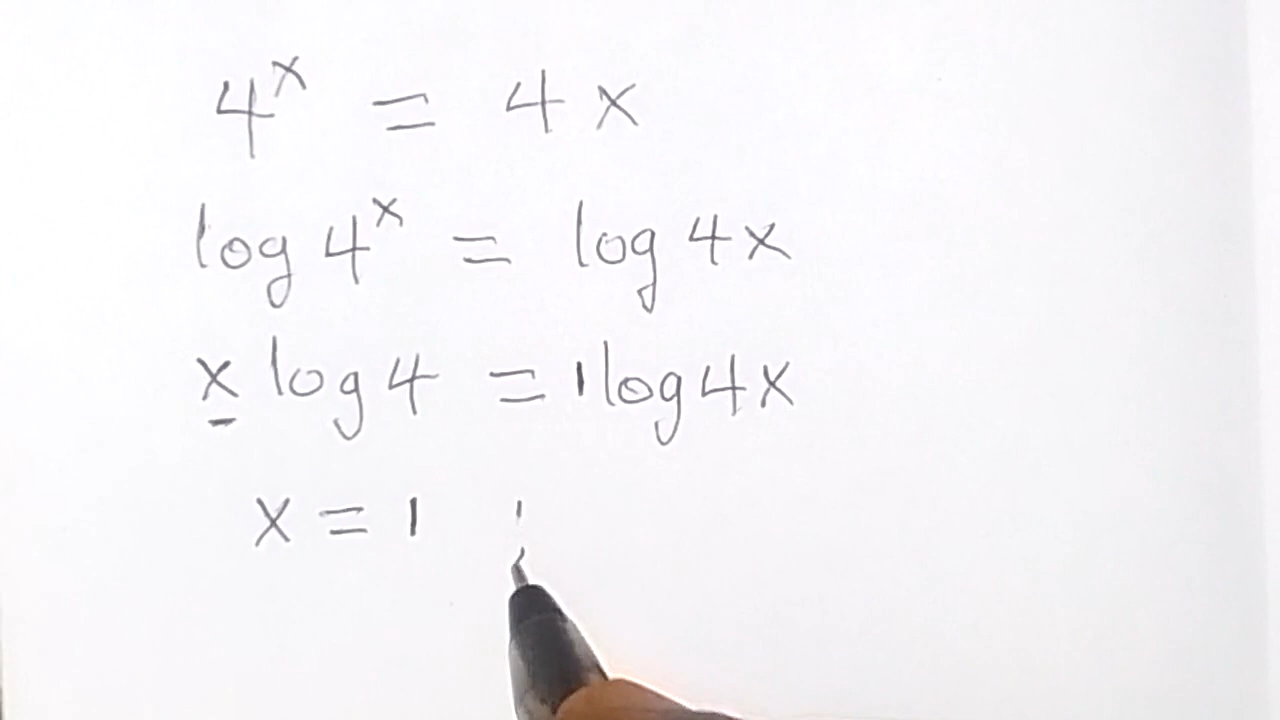 4^x = 4x
log 4^x = log 4x
x log 4 = 1 log 4x
x = 1